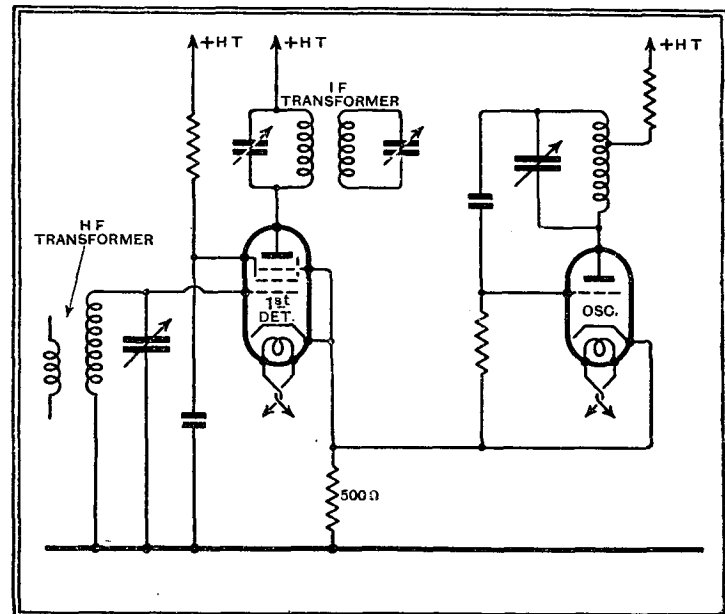 +HT
+HT
+HT
IF
TRANSFORMER
HF
TRANSFORMER
1st
DET.
OSC.
500Ω